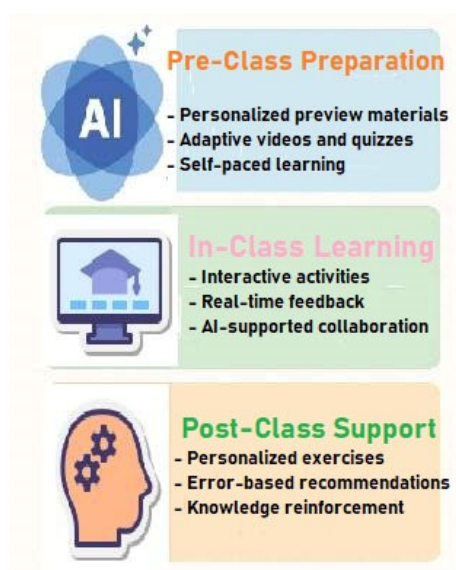 AI
Pre-Class Preparation
- Personalized preview materials
- Adaptive videos and quizzes
- Self-paced learning
In-Class Learning
- Interactive activities
- Real-time feedback
- AI-supported collaboration
Post-Class Support
- Personalized exercises
- Error-based recommendations
- Knowledge reinforcement